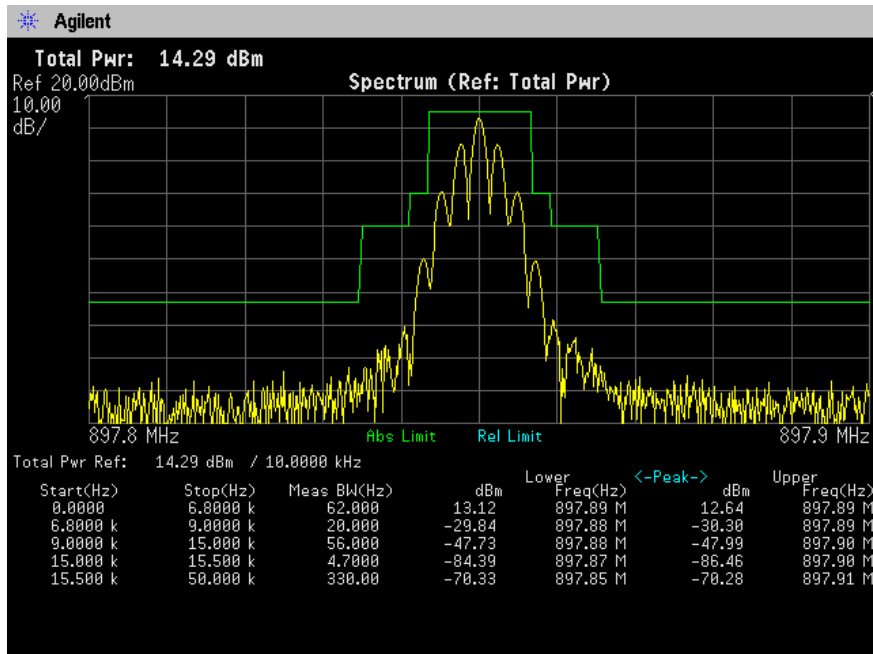 Agilent
Total Pwr: 14.29 dBm
Ref 20.00dBm Spectrum (Ref: Total Pwr)
10.00
dB/
897.8 MHz Abs Limit Rel Limit 897.9 MHz
Total Pwr Ref: 14.29 dBm / 10.0000 kHz
Lower <-Peak-> Upper
Start(Hz) Stop(Hz) Meas BW(Hz) dBm Freq(Hz) dBm Freq(Hz)
0.0000 6.8000 k 62.000 13.12 897.89 M 12.64 897.89 M
6.8000 k 9.0000 k 20.000 -29.84 897.88 M -30.30 897.89 M
9.0000 k 15.000 k 56.000 -47.73 897.88 M -47.99 897.90 M
15.000 k 15.500 k 4.7000 -84.39 897.87 M -86.46 897.90 M
15.500 k 50.000 k 330.00 -70.33 897.85 M -70.28 897.91 M